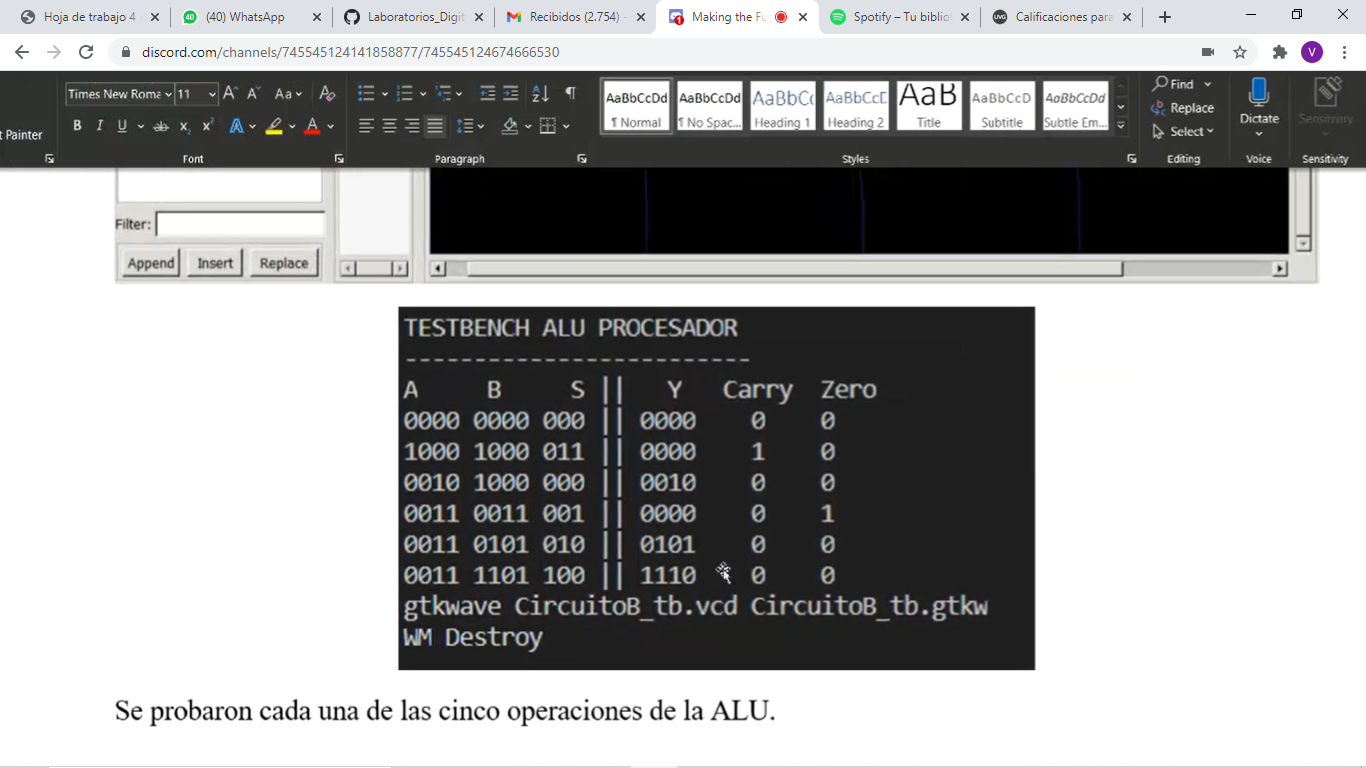 Hoja de trabajo 4
(40) WhatsApp
Laboratorios_Digit
Recibidos (2.754) -
Making the Fu
Spotify – Tu biblio
Calificaciones para
discord.com/channels/745545124141858877/745545124674666530
Times New Roma 11
AaBbCcDd AaBbCcDd AaBbCc AaBbCcD AaB AaBbCcD AaBbCcDd
¶ Normal ¶ No Spac... Heading 1 Heading 2 Title Subtitle Subtle Em...
Find
Replace
Select
Dictate
Sensitivity
t Painter
Font Paragraph Styles Editing Voice Sensitivity
Filter:
Append Insert Replace
TESTBENCH ALU PROCESADOR
-------------------------
A B S || Y Carry Zero
0000 0000 000 || 0000 0 0
1000 1000 011 || 0000 1 0
0010 1000 000 || 0010 0 0
0011 0011 001 || 0000 0 1
0011 0101 010 || 0101 0 0
0011 1101 100 || 1110 0 0
gtkwave CircuitoB_tb.vcd CircuitoB_tb.gtkw
WM Destroy
Se probaron cada una de las cinco operaciones de la ALU.